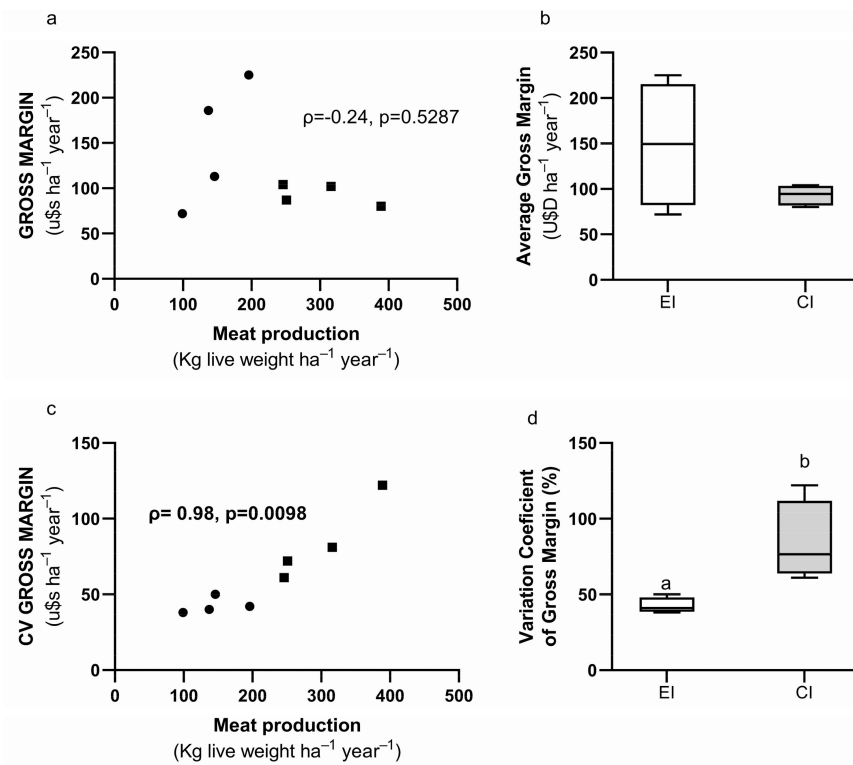 a
GROSS MARGIN
(u$s ha⁻¹ year⁻¹)
250
200
150
100
50
0
ρ=-0.24, p=0.5287
0 100 200 300 400 500
Meat production
(Kg live weight ha⁻¹ year⁻¹)
b
Average Gross Margin
(U$D ha⁻¹ year⁻¹)
250
200
150
100
50
0
EI CI
c
CV GROSS MARGIN
(u$s ha⁻¹ year⁻¹)
150
100
50
0
ρ= 0.98, p=0.0098
0 100 200 300 400 500
Meat production
(Kg live weight ha⁻¹ year⁻¹)
d
Variation Coeficient
of Gross Margin (%)
150
100
50
0
a
b
EI CI